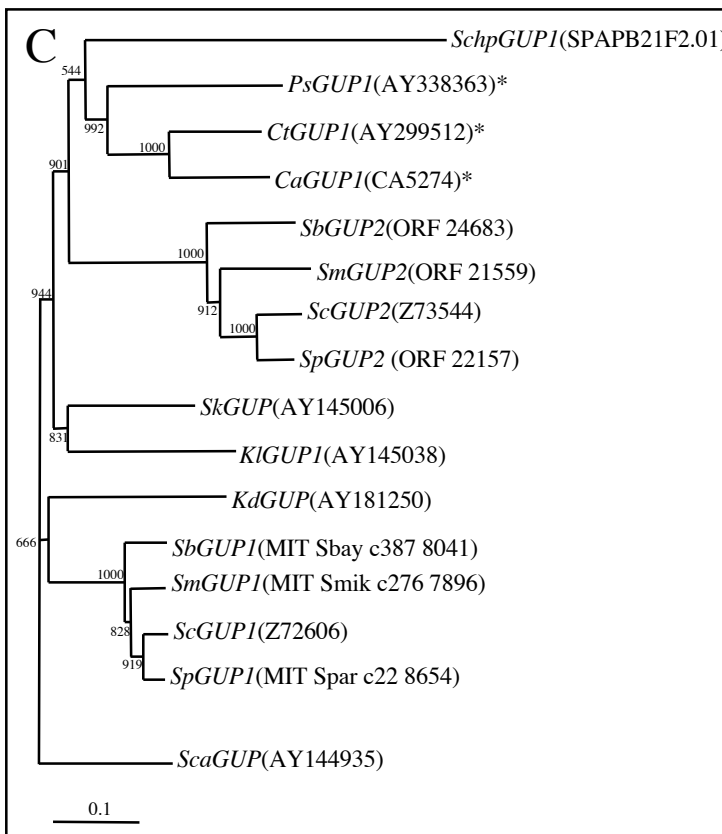 C
SchpGUP1(SPAPB21F2.01)
544
PsGUP1(AY338363)*
992
CtGUP1(AY299512)*
1000
901
CaGUP1(CA5274)*
SbGUP2(ORF 24683)
1000
SmGUP2(ORF 21559)
944
912
ScGUP2(Z73544)
1000
SpGUP2 (ORF 22157)
SkGUP(AY145006)
831
KlGUP1(AY145038)
KdGUP(AY181250)
666
SbGUP1(MIT Sbay c387 8041)
1000
SmGUP1(MIT Smik c276 7896)
828
ScGUP1(Z72606)
919
SpGUP1(MIT Spar c22 8654)
ScaGUP(AY144935)
0.1